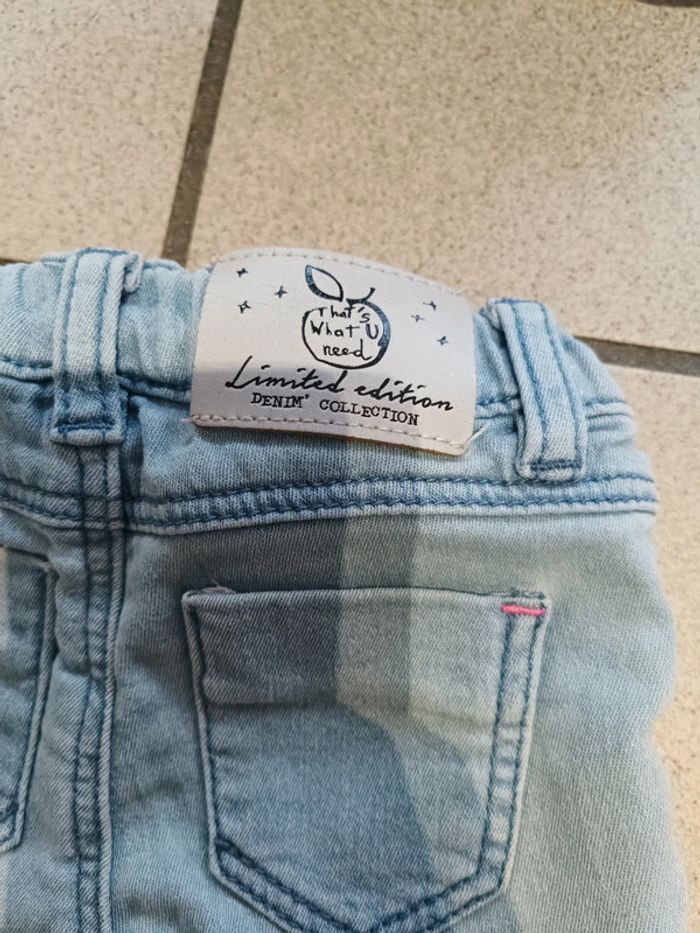 That's
What U
need
Limited edition
DENIM' COLLECTION